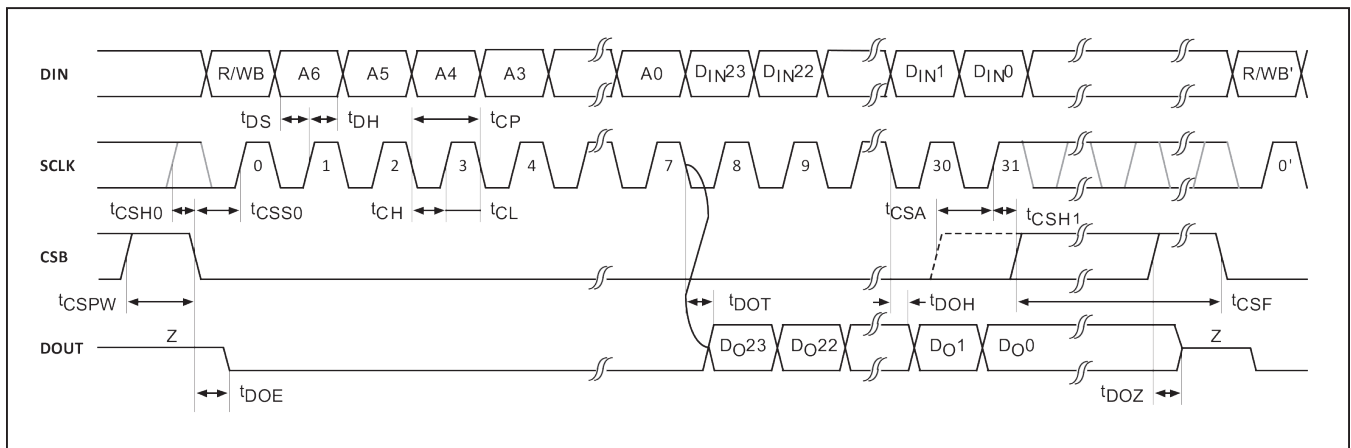 DIN R/WB A6 A5 A4 A3 A0 DIN23 DIN22 DIN1 DIN0 R/WB'
tDS tDH tCP
SCLK 0 1 2 3 4 7 8 9 30 31 0'
tCSH0 tCSS0 tCH tCL tCSA tCSH1
CSB
tCSPW tDOT tDOH tCSF
DOUT Z DO23 DO22 DO1 DO0 Z
tDOE tDOZ